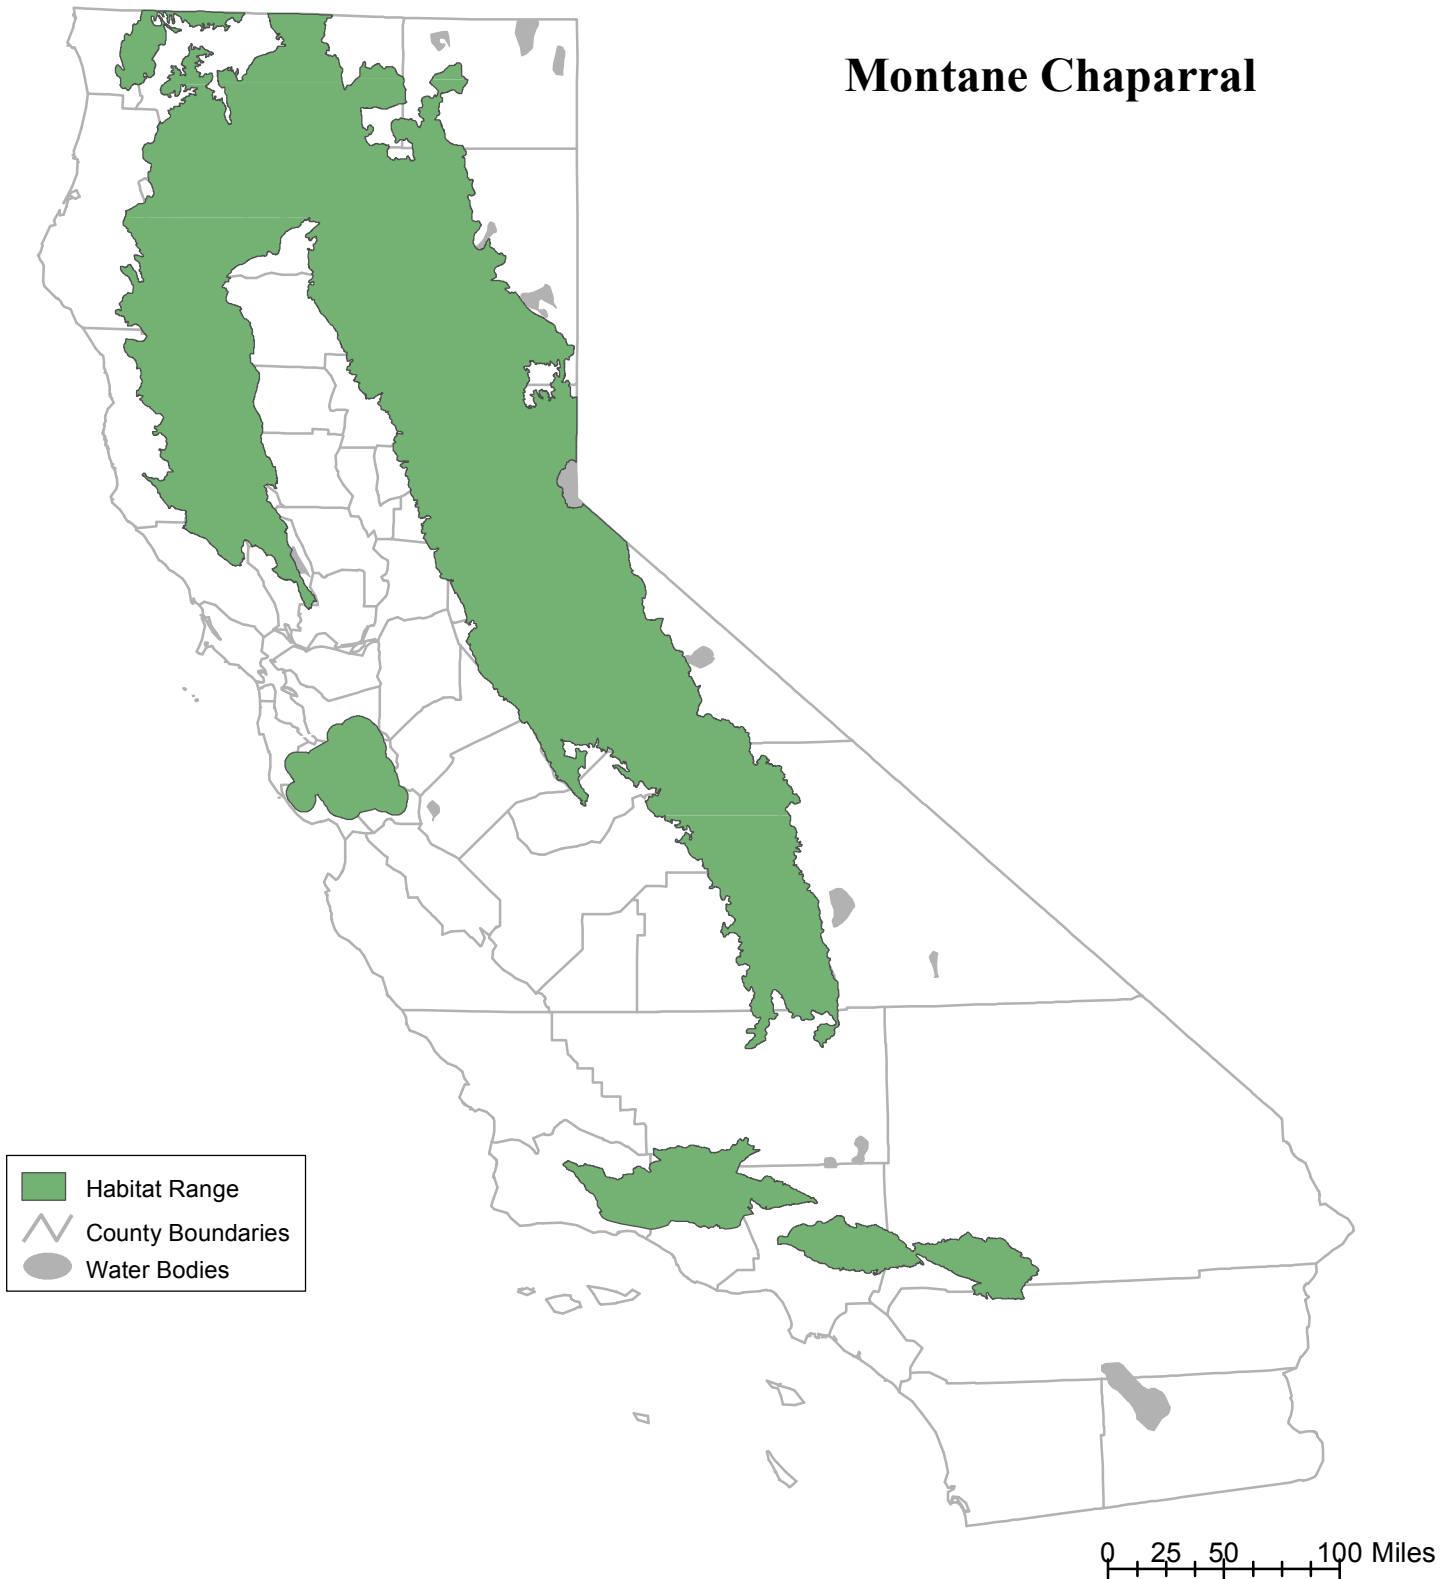 Montane Chaparral
Habitat Range
County Boundaries
Water Bodies
0 25 50 100 Miles